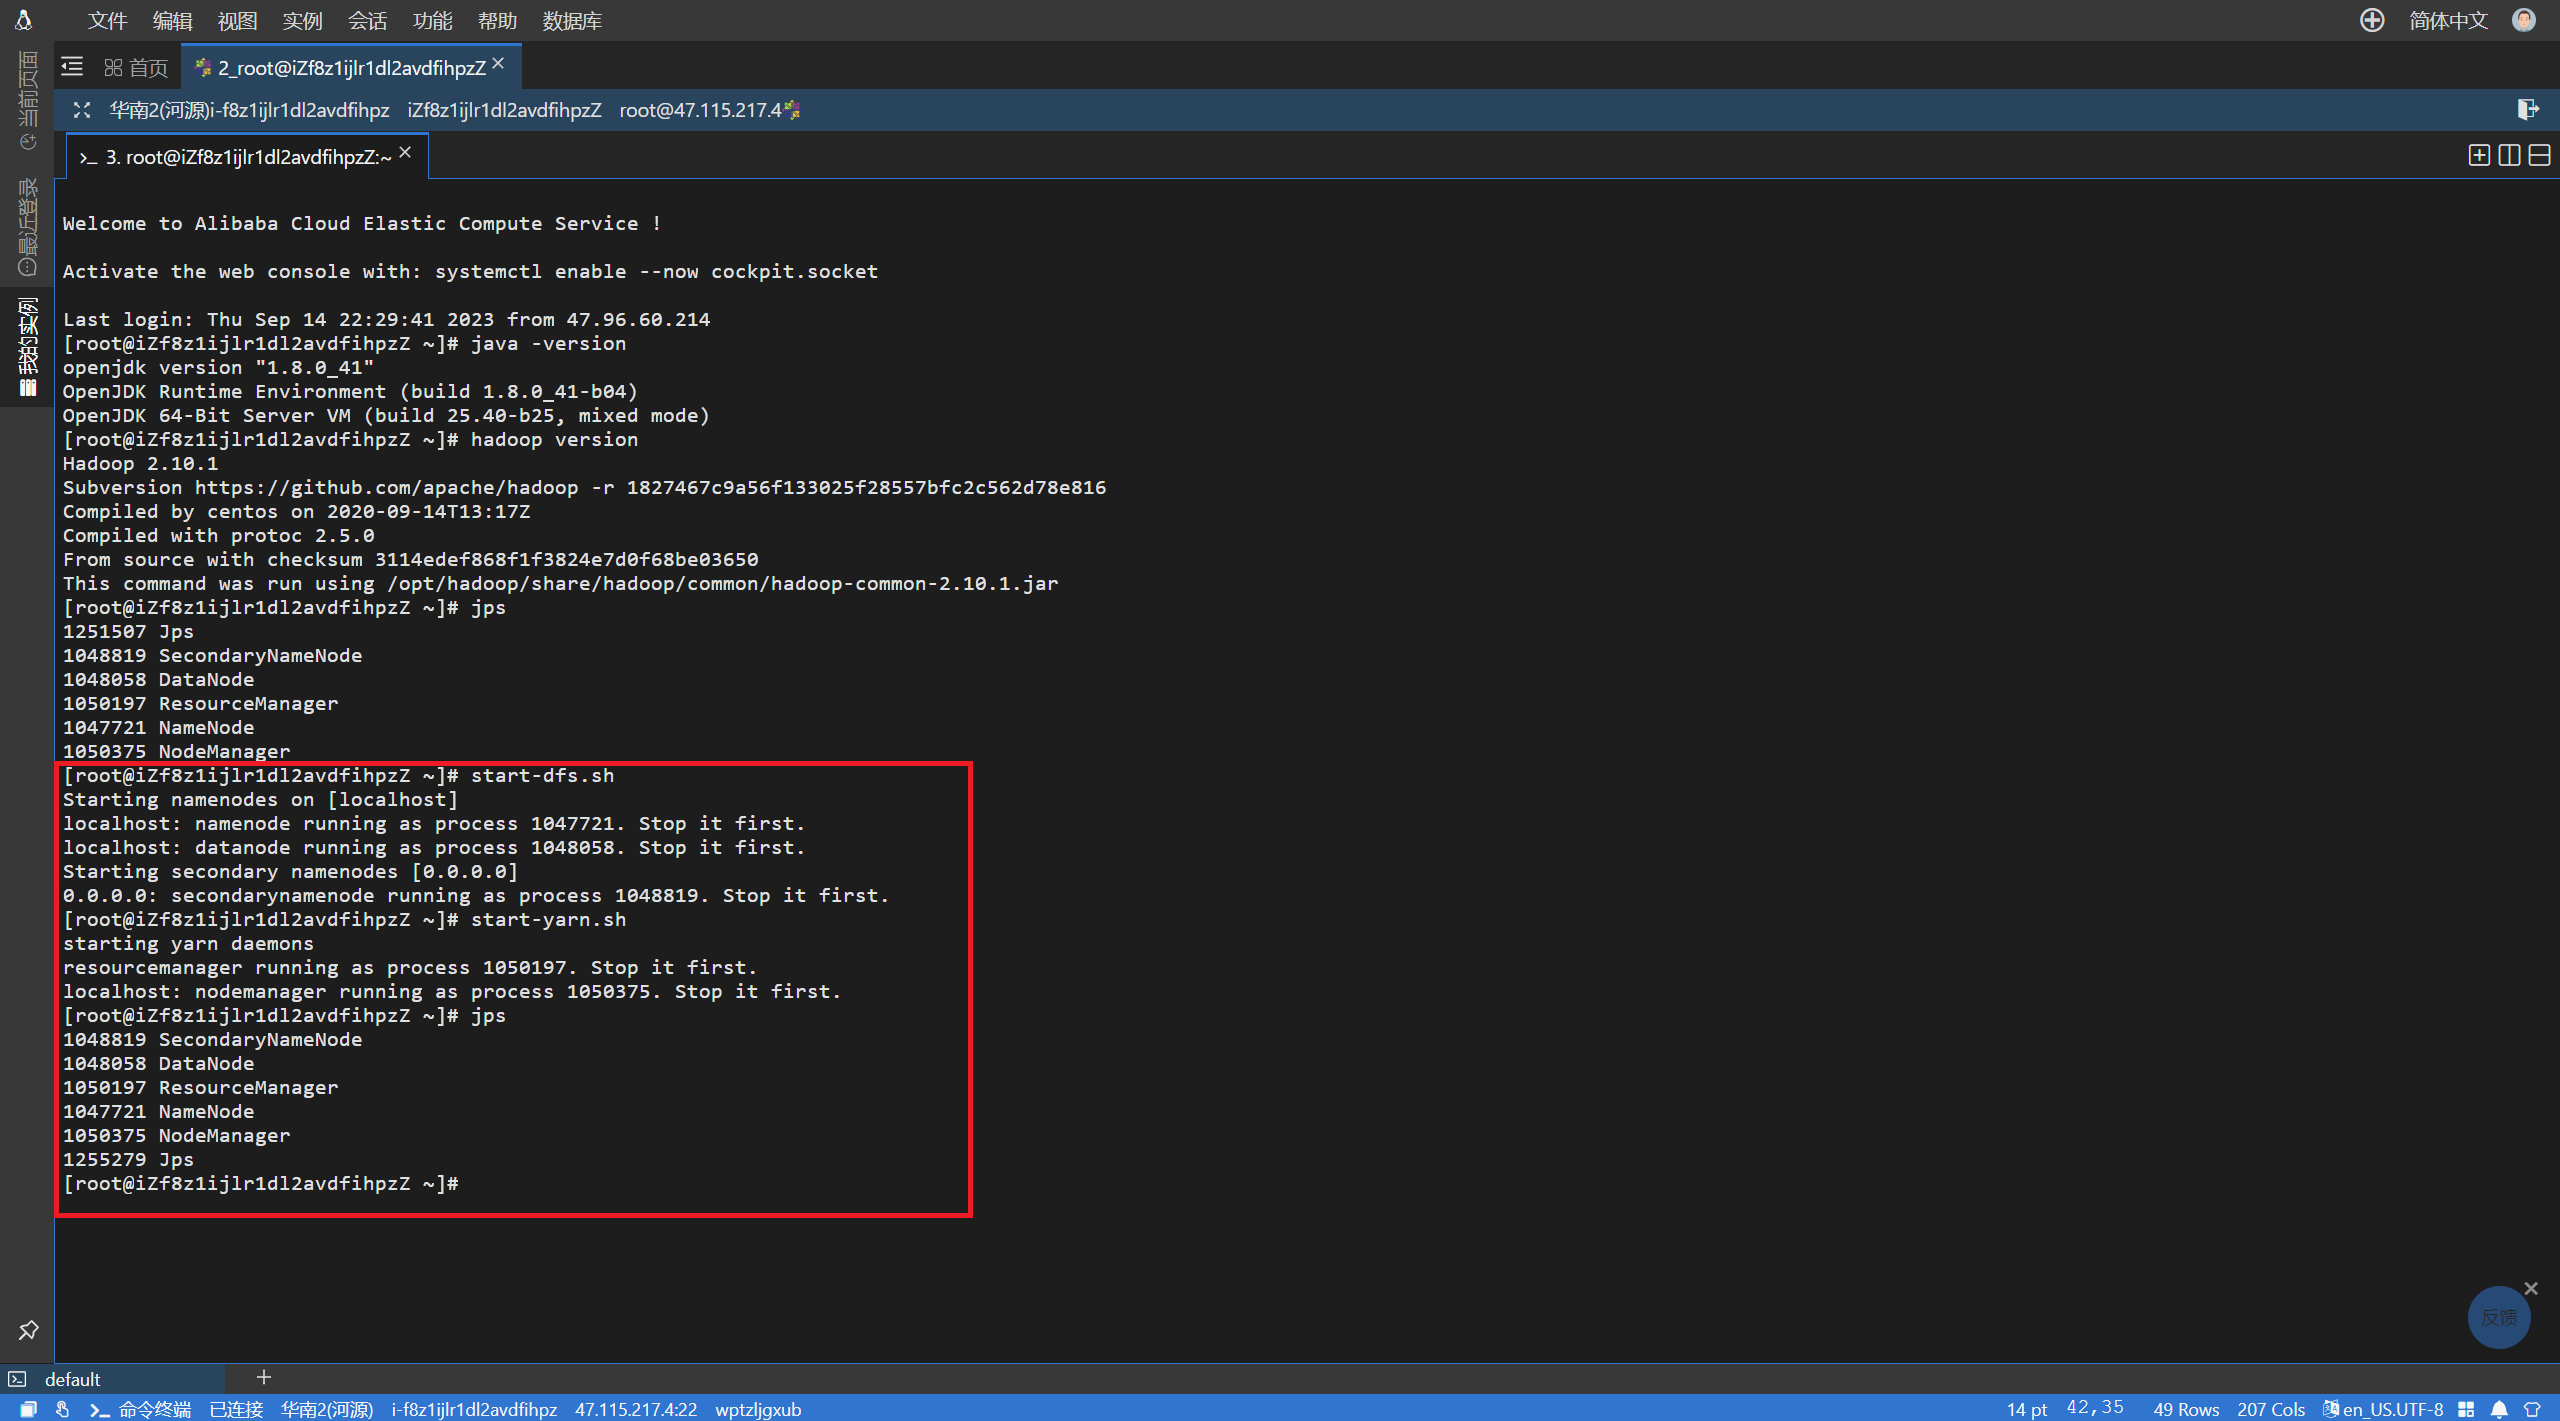 文件 编辑 视图 实例 会话 功能 帮助 数据库 简体中文
首页 2_root@iZf8z1ijlr1dl2avdfihpzZ
华南2(河源)i-f8z1ijlr1dl2avdfihpz iZf8z1ijlr1dl2avdfihpzZ root@47.115.217.4
>_ 3. root@iZf8z1ijlr1dl2avdfihpzZ:~
当前页面
最近登录
我的实例
Welcome to Alibaba Cloud Elastic Compute Service !
Activate the web console with: systemctl enable --now cockpit.socket
Last login: Thu Sep 14 22:29:41 2023 from 47.96.60.214
[root@iZf8z1ijlr1dl2avdfihpzZ ~]# java -version
openjdk version "1.8.0_41"
OpenJDK Runtime Environment (build 1.8.0_41-b04)
OpenJDK 64-Bit Server VM (build 25.40-b25, mixed mode)
[root@iZf8z1ijlr1dl2avdfihpzZ ~]# hadoop version
Hadoop 2.10.1
Subversion https://github.com/apache/hadoop -r 1827467c9a56f133025f28557bfc2c562d78e816
Compiled by centos on 2020-09-14T13:17Z
Compiled with protoc 2.5.0
From source with checksum 3114edef868f1f3824e7d0f68be03650
This command was run using /opt/hadoop/share/hadoop/common/hadoop-common-2.10.1.jar
[root@iZf8z1ijlr1dl2avdfihpzZ ~]# jps
1251507 Jps
1048819 SecondaryNameNode
1048058 DataNode
1050197 ResourceManager
1047721 NameNode
1050375 NodeManager
[root@iZf8z1ijlr1dl2avdfihpzZ ~]# start-dfs.sh
Starting namenodes on [localhost]
localhost: namenode running as process 1047721. Stop it first.
localhost: datanode running as process 1048058. Stop it first.
Starting secondary namenodes [0.0.0.0]
0.0.0.0: secondarynamenode running as process 1048819. Stop it first.
[root@iZf8z1ijlr1dl2avdfihpzZ ~]# start-yarn.sh
starting yarn daemons
resourcemanager running as process 1050197. Stop it first.
localhost: nodemanager running as process 1050375. Stop it first.
[root@iZf8z1ijlr1dl2avdfihpzZ ~]# jps
1048819 SecondaryNameNode
1048058 DataNode
1050197 ResourceManager
1047721 NameNode
1050375 NodeManager
1255279 Jps
[root@iZf8z1ijlr1dl2avdfihpzZ ~]#
反馈
default
命令终端 已连接 华南2(河源) i-f8z1ijlr1dl2avdfihpz 47.115.217.4:22 wptzljgxub 14 pt 42,35 49 Rows 207 Cols en_US.UTF-8